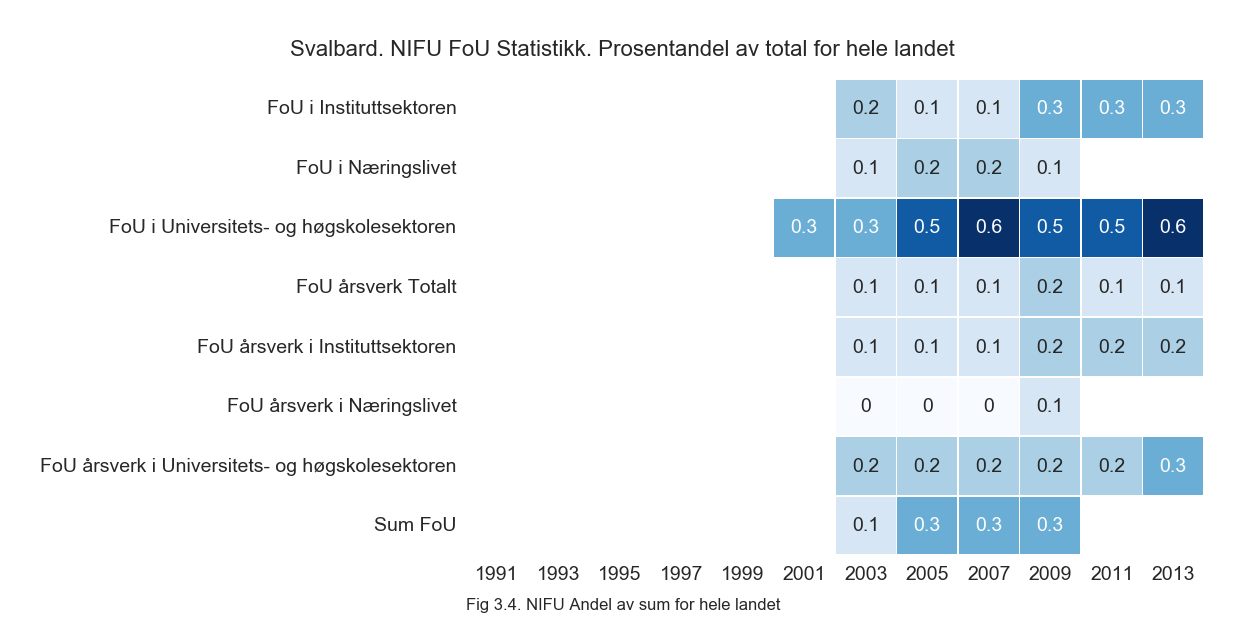 Svalbard. NIFU FoU Statistikk. Prosentandel av total for hele landet
FoU i Instituttsektoren 0.2 0.1 0.1 0.3 0.3 0.3
FoU i Næringslivet 0.1 0.2 0.2 0.1
FoU i Universitets- og høgskolesektoren 0.3 0.3 0.5 0.6 0.5 0.5 0.6
FoU årsverk Totalt 0.1 0.1 0.1 0.2 0.1 0.1
FoU årsverk i Instituttsektoren 0.1 0.1 0.1 0.2 0.2 0.2
FoU årsverk i Næringslivet 0 0 0 0.1
FoU årsverk i Universitets- og høgskolesektoren 0.2 0.2 0.2 0.2 0.2 0.3
Sum FoU 0.1 0.3 0.3 0.3
1991 1993 1995 1997 1999 2001 2003 2005 2007 2009 2011 2013
Fig 3.4. NIFU Andel av sum for hele landet